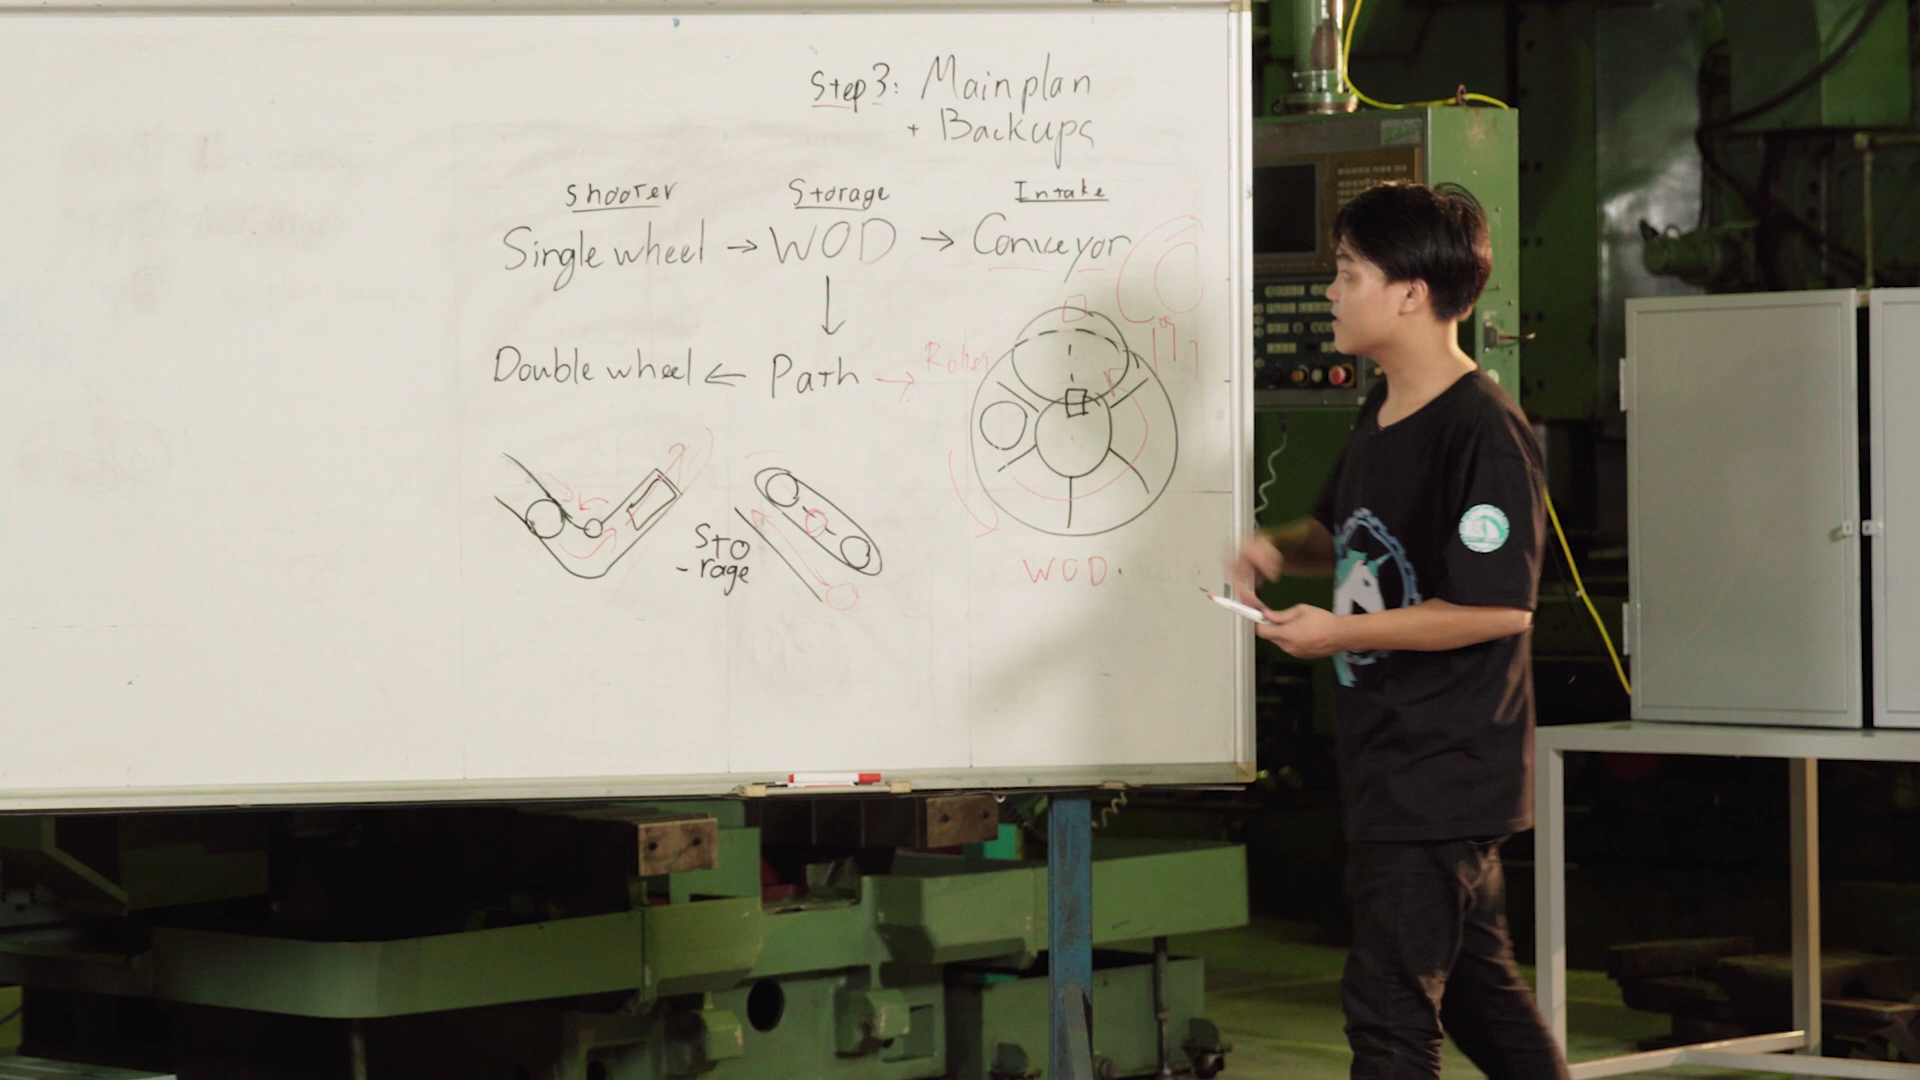 Step 3: Main plan
+ Backups
Shooter Storage Intake
Single wheel → WOD → Conveyor
↓
Double wheel ← Path → Roller
Sto
-rage
WOD